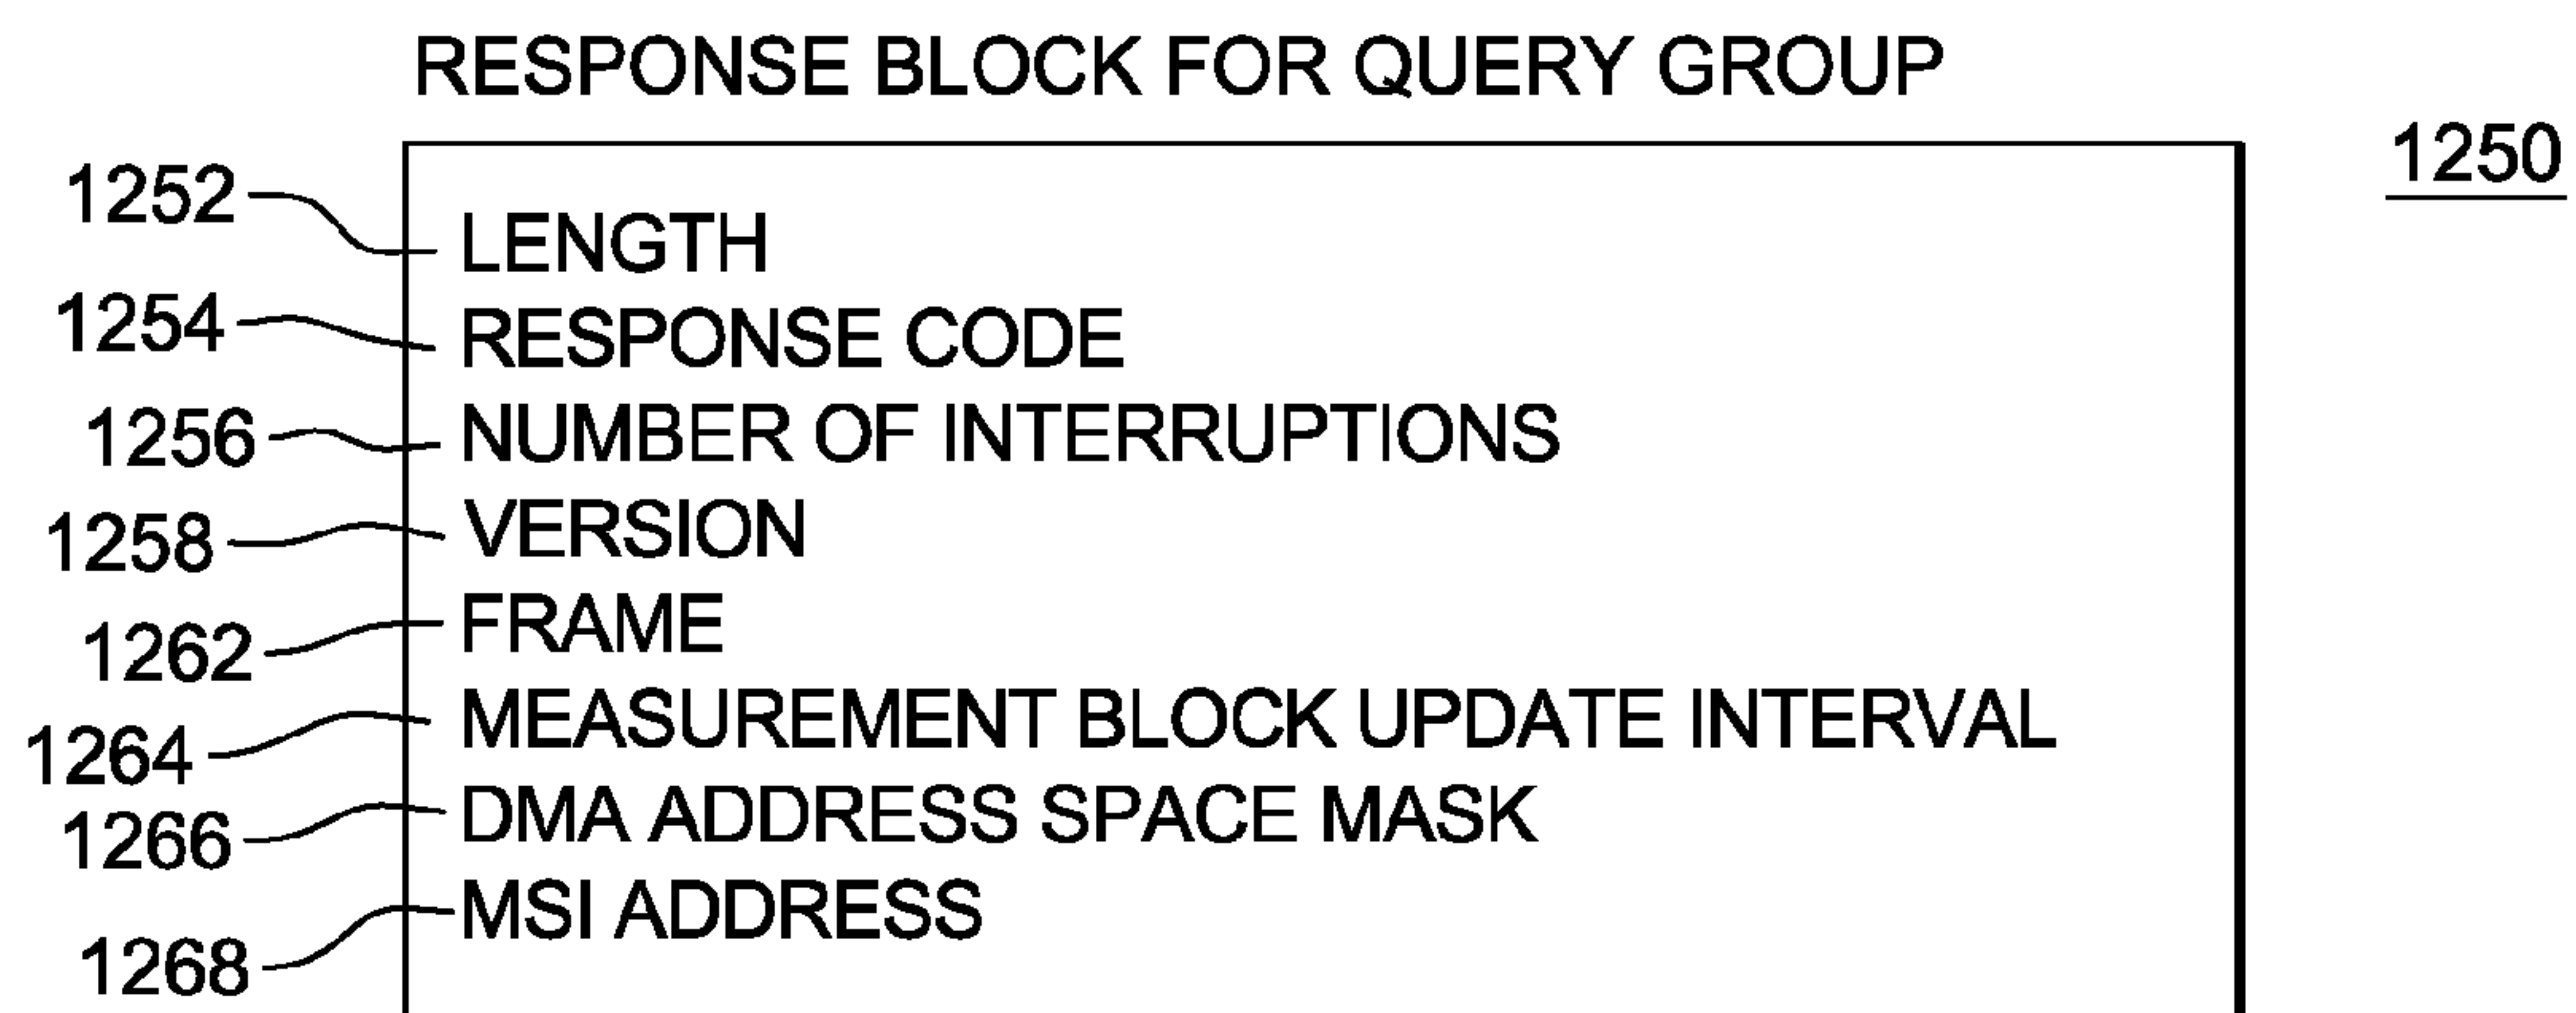 RESPONSE BLOCK FOR QUERY GROUP
1250
1252 LENGTH
1254 RESPONSE CODE
1256 NUMBER OF INTERRUPTIONS
1258 VERSION
1262 FRAME
1264 MEASUREMENT BLOCK UPDATE INTERVAL
1266 DMA ADDRESS SPACE MASK
1268 MSI ADDRESS